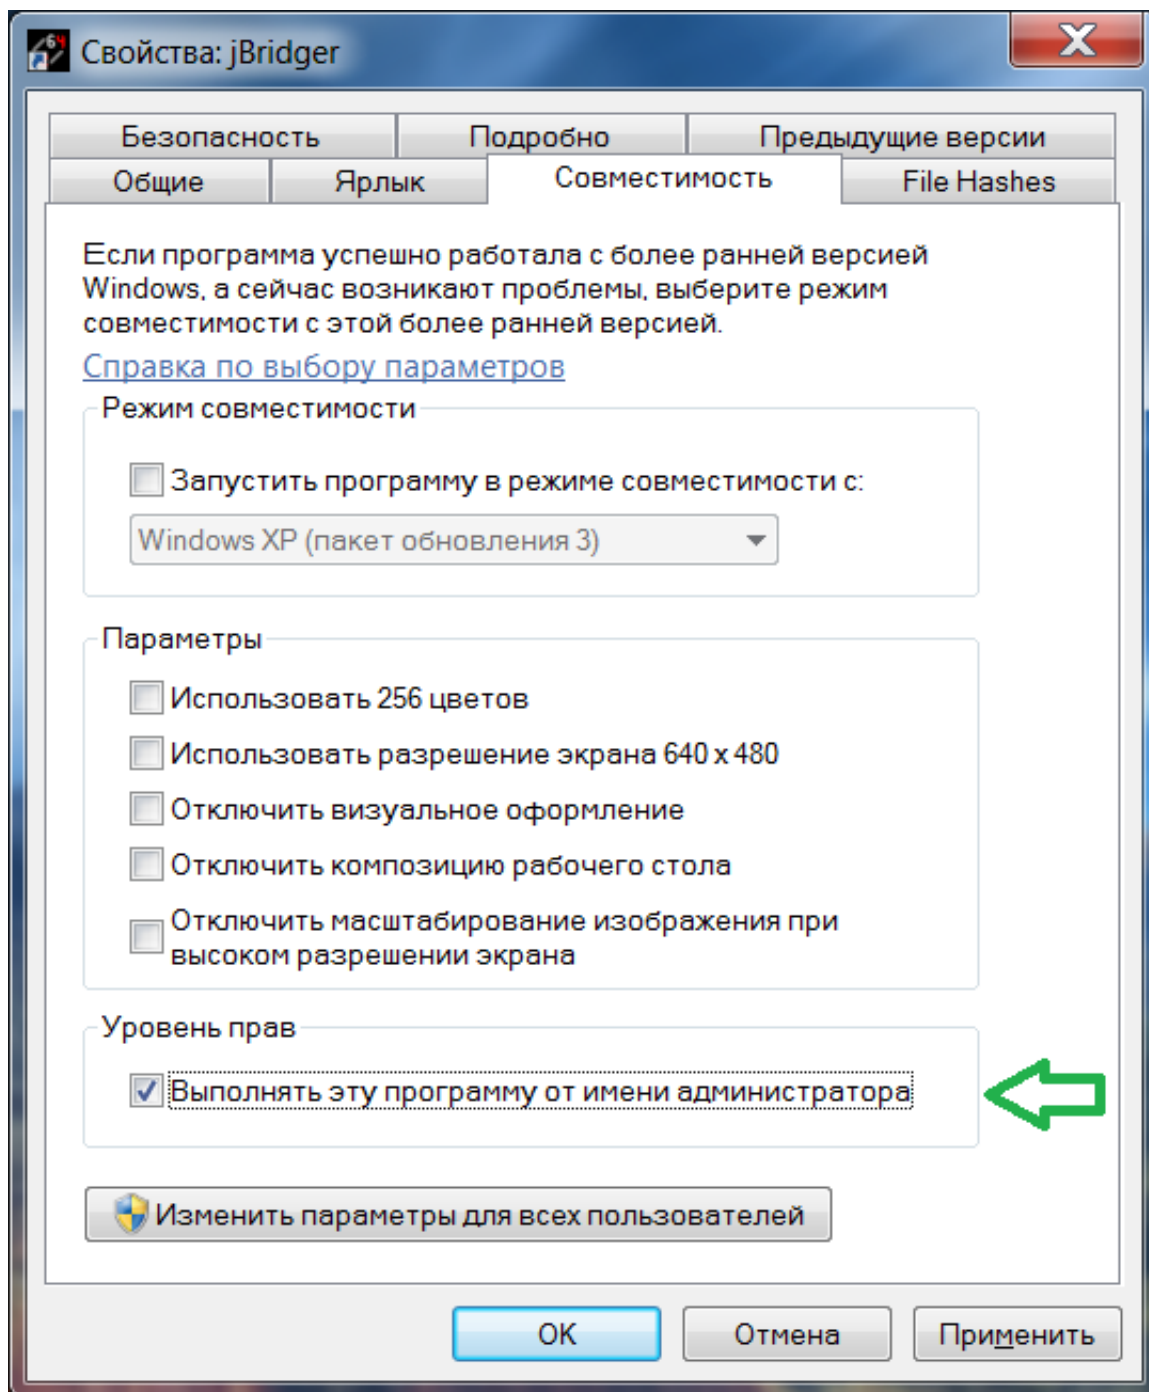 64
Свойства: jBridger
Безопасность
Подробно
Предыдущие версии
Общие
Ярлык
Совместимость
File Hashes
Если программа успешно работала с более ранней версией
Windows, а сейчас возникают проблемы, выберите режим
совместимости с этой более ранней версией.
Справка по выбору параметров
Режим совместимости
Запустить программу в режиме совместимости с:
Windows XP (пакет обновления 3)
Параметры
Использовать 256 цветов
Использовать разрешение экрана 640 x 480
Отключить визуальное оформление
Отключить композицию рабочего стола
Отключить масштабирование изображения при
высоком разрешении экрана
Уровень прав
Выполнять эту программу от имени администратора
Изменить параметры для всех пользователей
ОК
Отмена
Применить